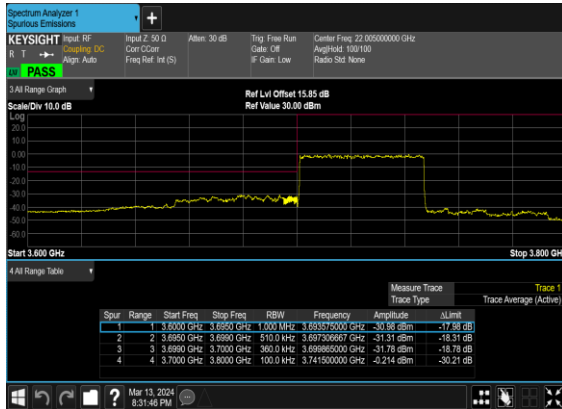 Spectrum Analyzer 1
Spurious Emissions
KEYSIGHT Input: RF Input Z: 50 Ω Atten: 30 dB Trig: Free Run Center Freq: 22.005000000 GHz
R T Coupling: DC Corr CCorr Gate: Off Avg|Hold: 100/100
Align: Auto Freq Ref: Int (S) IF Gain: Low Radio Std: None
PASS
3 All Range Graph Ref Lvl Offset 15.85 dB
Scale/Div 10.0 dB Ref Value 30.00 dBm
Log
20.0
10.0
0.00
-10.0
-20.0
-30.0
-40.0
-50.0
-60.0
Start 3.600 GHz Stop 3.800 GH
4 All Range Table
Measure Trace Trace 1
Trace Type Trace Average (Active)
Spur Range Start Freq Stop Freq RBW Frequency Amplitude ΔLimit
1 1 3.6000 GHz 3.6950 GHz 1.000 MHz 3.693575000 GHz -30.98 dBm -17.98 dB
2 2 3.6950 GHz 3.6990 GHz 510.0 kHz 3.697306667 GHz -31.31 dBm -18.31 dB
3 3 3.6990 GHz 3.7000 GHz 360.0 kHz 3.699865000 GHz -31.78 dBm -18.78 dB
4 4 3.7000 GHz 3.8000 GHz 100.0 kHz 3.741500000 GHz -0.214 dBm -30.21 dB
? Mar 13, 2024
8:31:46 PM